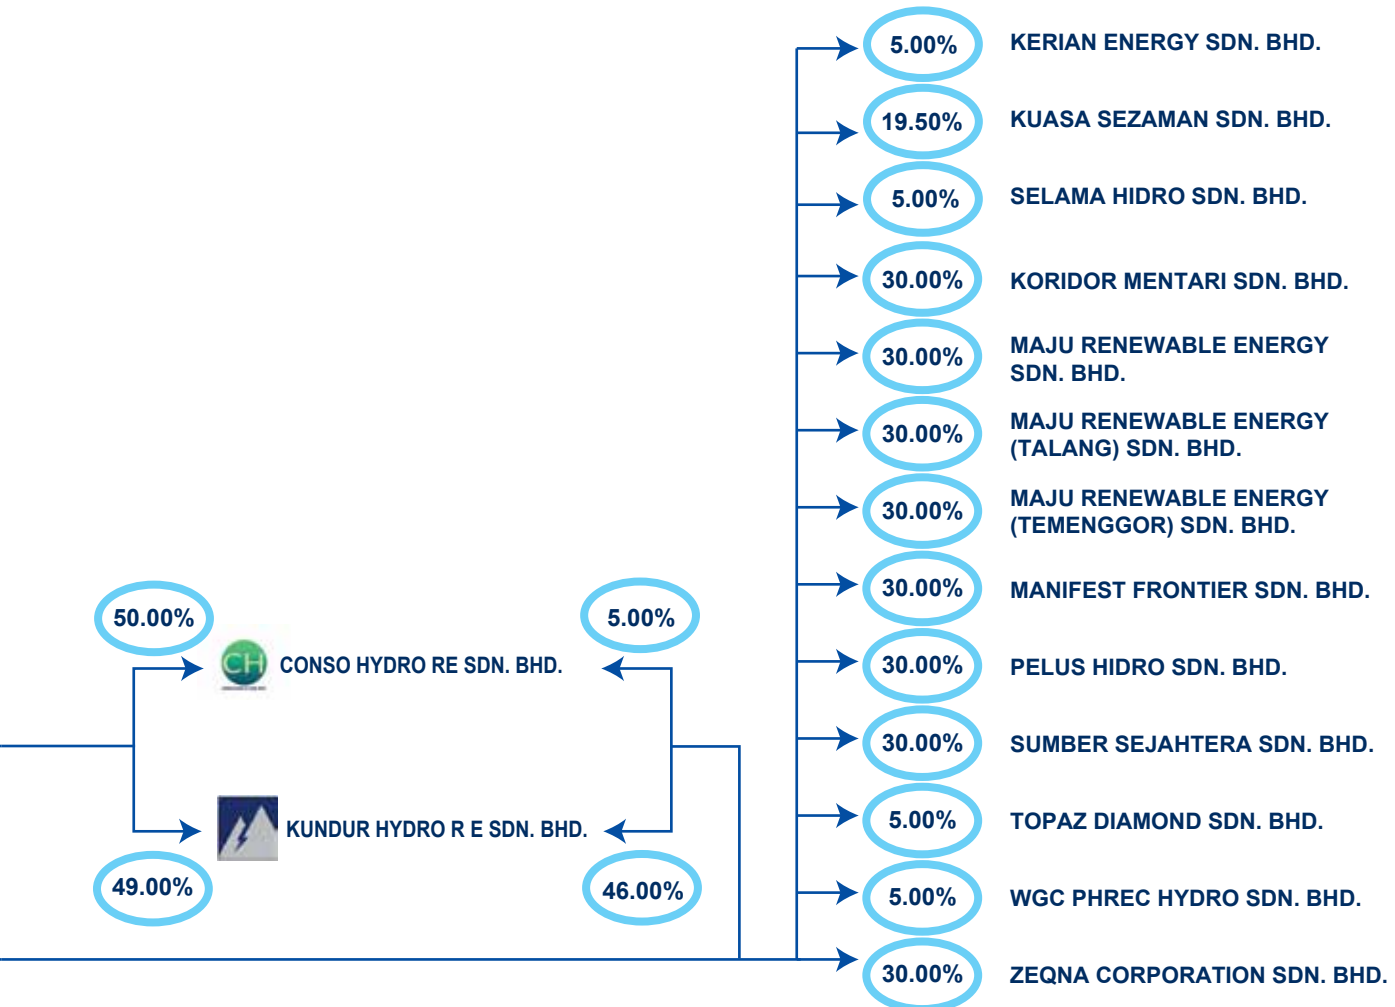 5.00% KERIAN ENERGY SDN. BHD.
19.50% KUASA SEZAMAN SDN. BHD.
5.00% SELAMA HIDRO SDN. BHD.
30.00% KORIDOR MENTARI SDN. BHD.
30.00% MAJU RENEWABLE ENERGY
SDN. BHD.
30.00% MAJU RENEWABLE ENERGY
(TALANG) SDN. BHD.
30.00% MAJU RENEWABLE ENERGY
(TEMENGGOR) SDN. BHD.
30.00% MANIFEST FRONTIER SDN. BHD.
50.00% 5.00%
CH CONSO HYDRO RE SDN. BHD.
30.00% PELUS HIDRO SDN. BHD.
30.00% SUMBER SEJAHTERA SDN. BHD.
KUNDUR HYDRO R E SDN. BHD.
5.00% TOPAZ DIAMOND SDN. BHD.
49.00% 46.00%
5.00% WGC PHREC HYDRO SDN. BHD.
30.00% ZEQNA CORPORATION SDN. BHD.